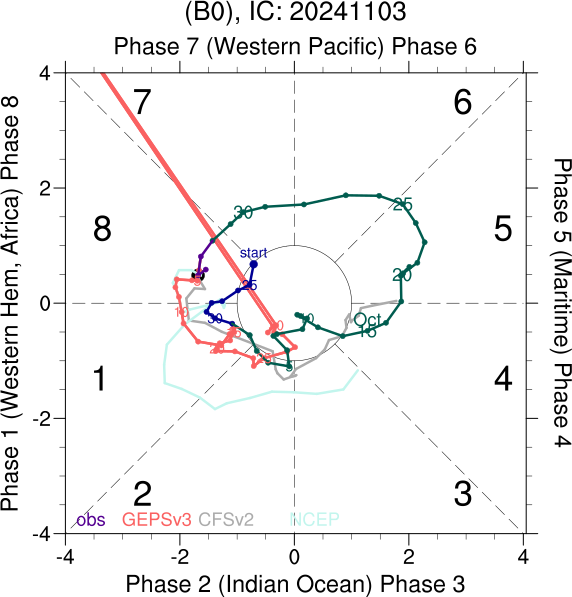 (B0), IC: 20241103
Phase 7 (Western Pacific) Phase 6
4
7
6
30
25
2
8
5
start
25
20
0
Oct
15
30
5
1
4
-2
2
3
obs GEPSv3 CFSv2 NCEP
-4
-4 -2 0 2 4
Phase 2 (Indian Ocean) Phase 3
Phase 1 (Western Hem, Africa) Phase 8
Phase 5 (Maritime) Phase 4